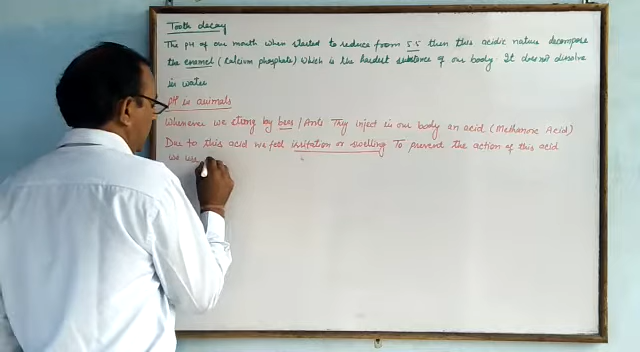 Tooth decay
The pH of our mouth when started to reduce from 5.5 then this acidic nature decompose
the enamel (calcium phosphate) which is the hardest substance of our body. It does not dissolve
in water
pH in animals
Whenever we stung by bees / Ants They inject in our body an acid (Methanoic Acid)
Due to this acid we feel irritation or swelling To prevent the action of this acid
we use